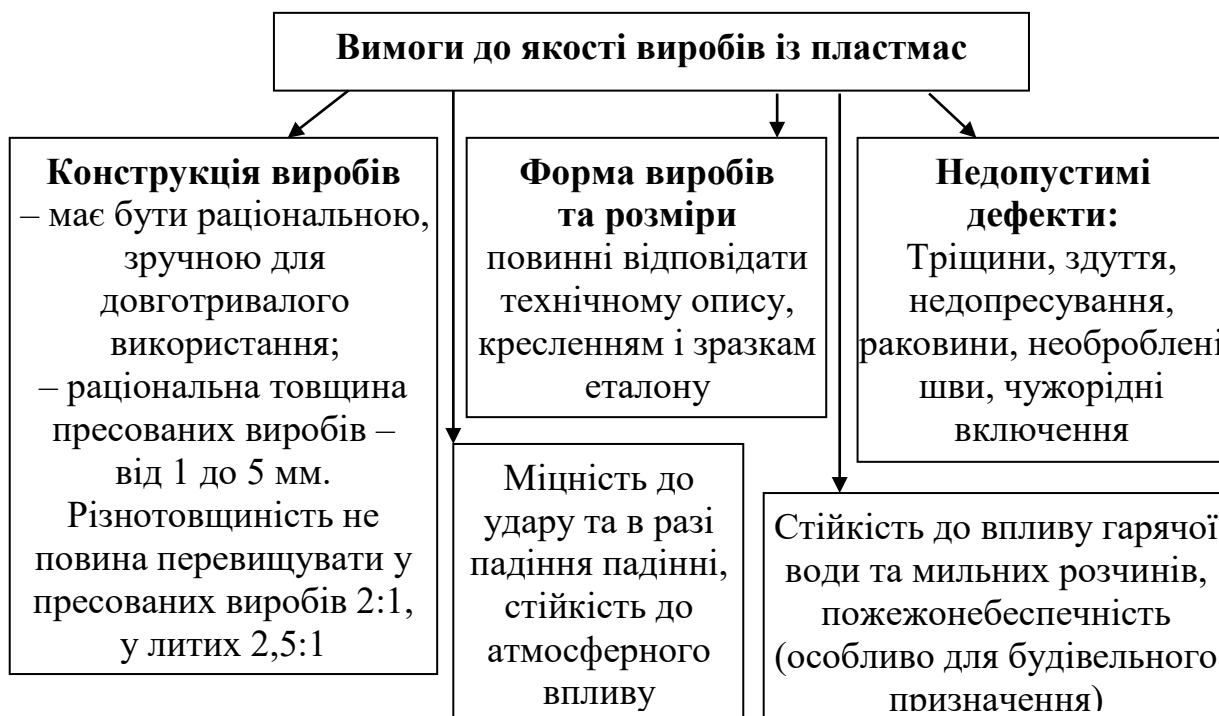 Вимоги до якості виробів із пластмас
Конструкція виробів
– має бути раціональною,
зручною для
довготривалого
використання;
– раціональна товщина
пресованих виробів –
від 1 до 5 мм.
Різнотовщиність не
повина перевищувати у
пресованих виробів 2:1,
у литих 2,5:1
Форма виробів
та розміри
повинні відповідати
технічному опису,
кресленням і зразкам
еталону
Недопустимі
дефекти:
Тріщини, здуття,
недопресування,
раковини, необроблені
шви, чужорідні
включення
Міцність до
удару та в разі
падіння падінні,
стійкість до
атмосферного
впливу
Стійкість до впливу гарячої
води та мильних розчинів,
пожежонебеспечність
(особливо для будівельного
призначення)